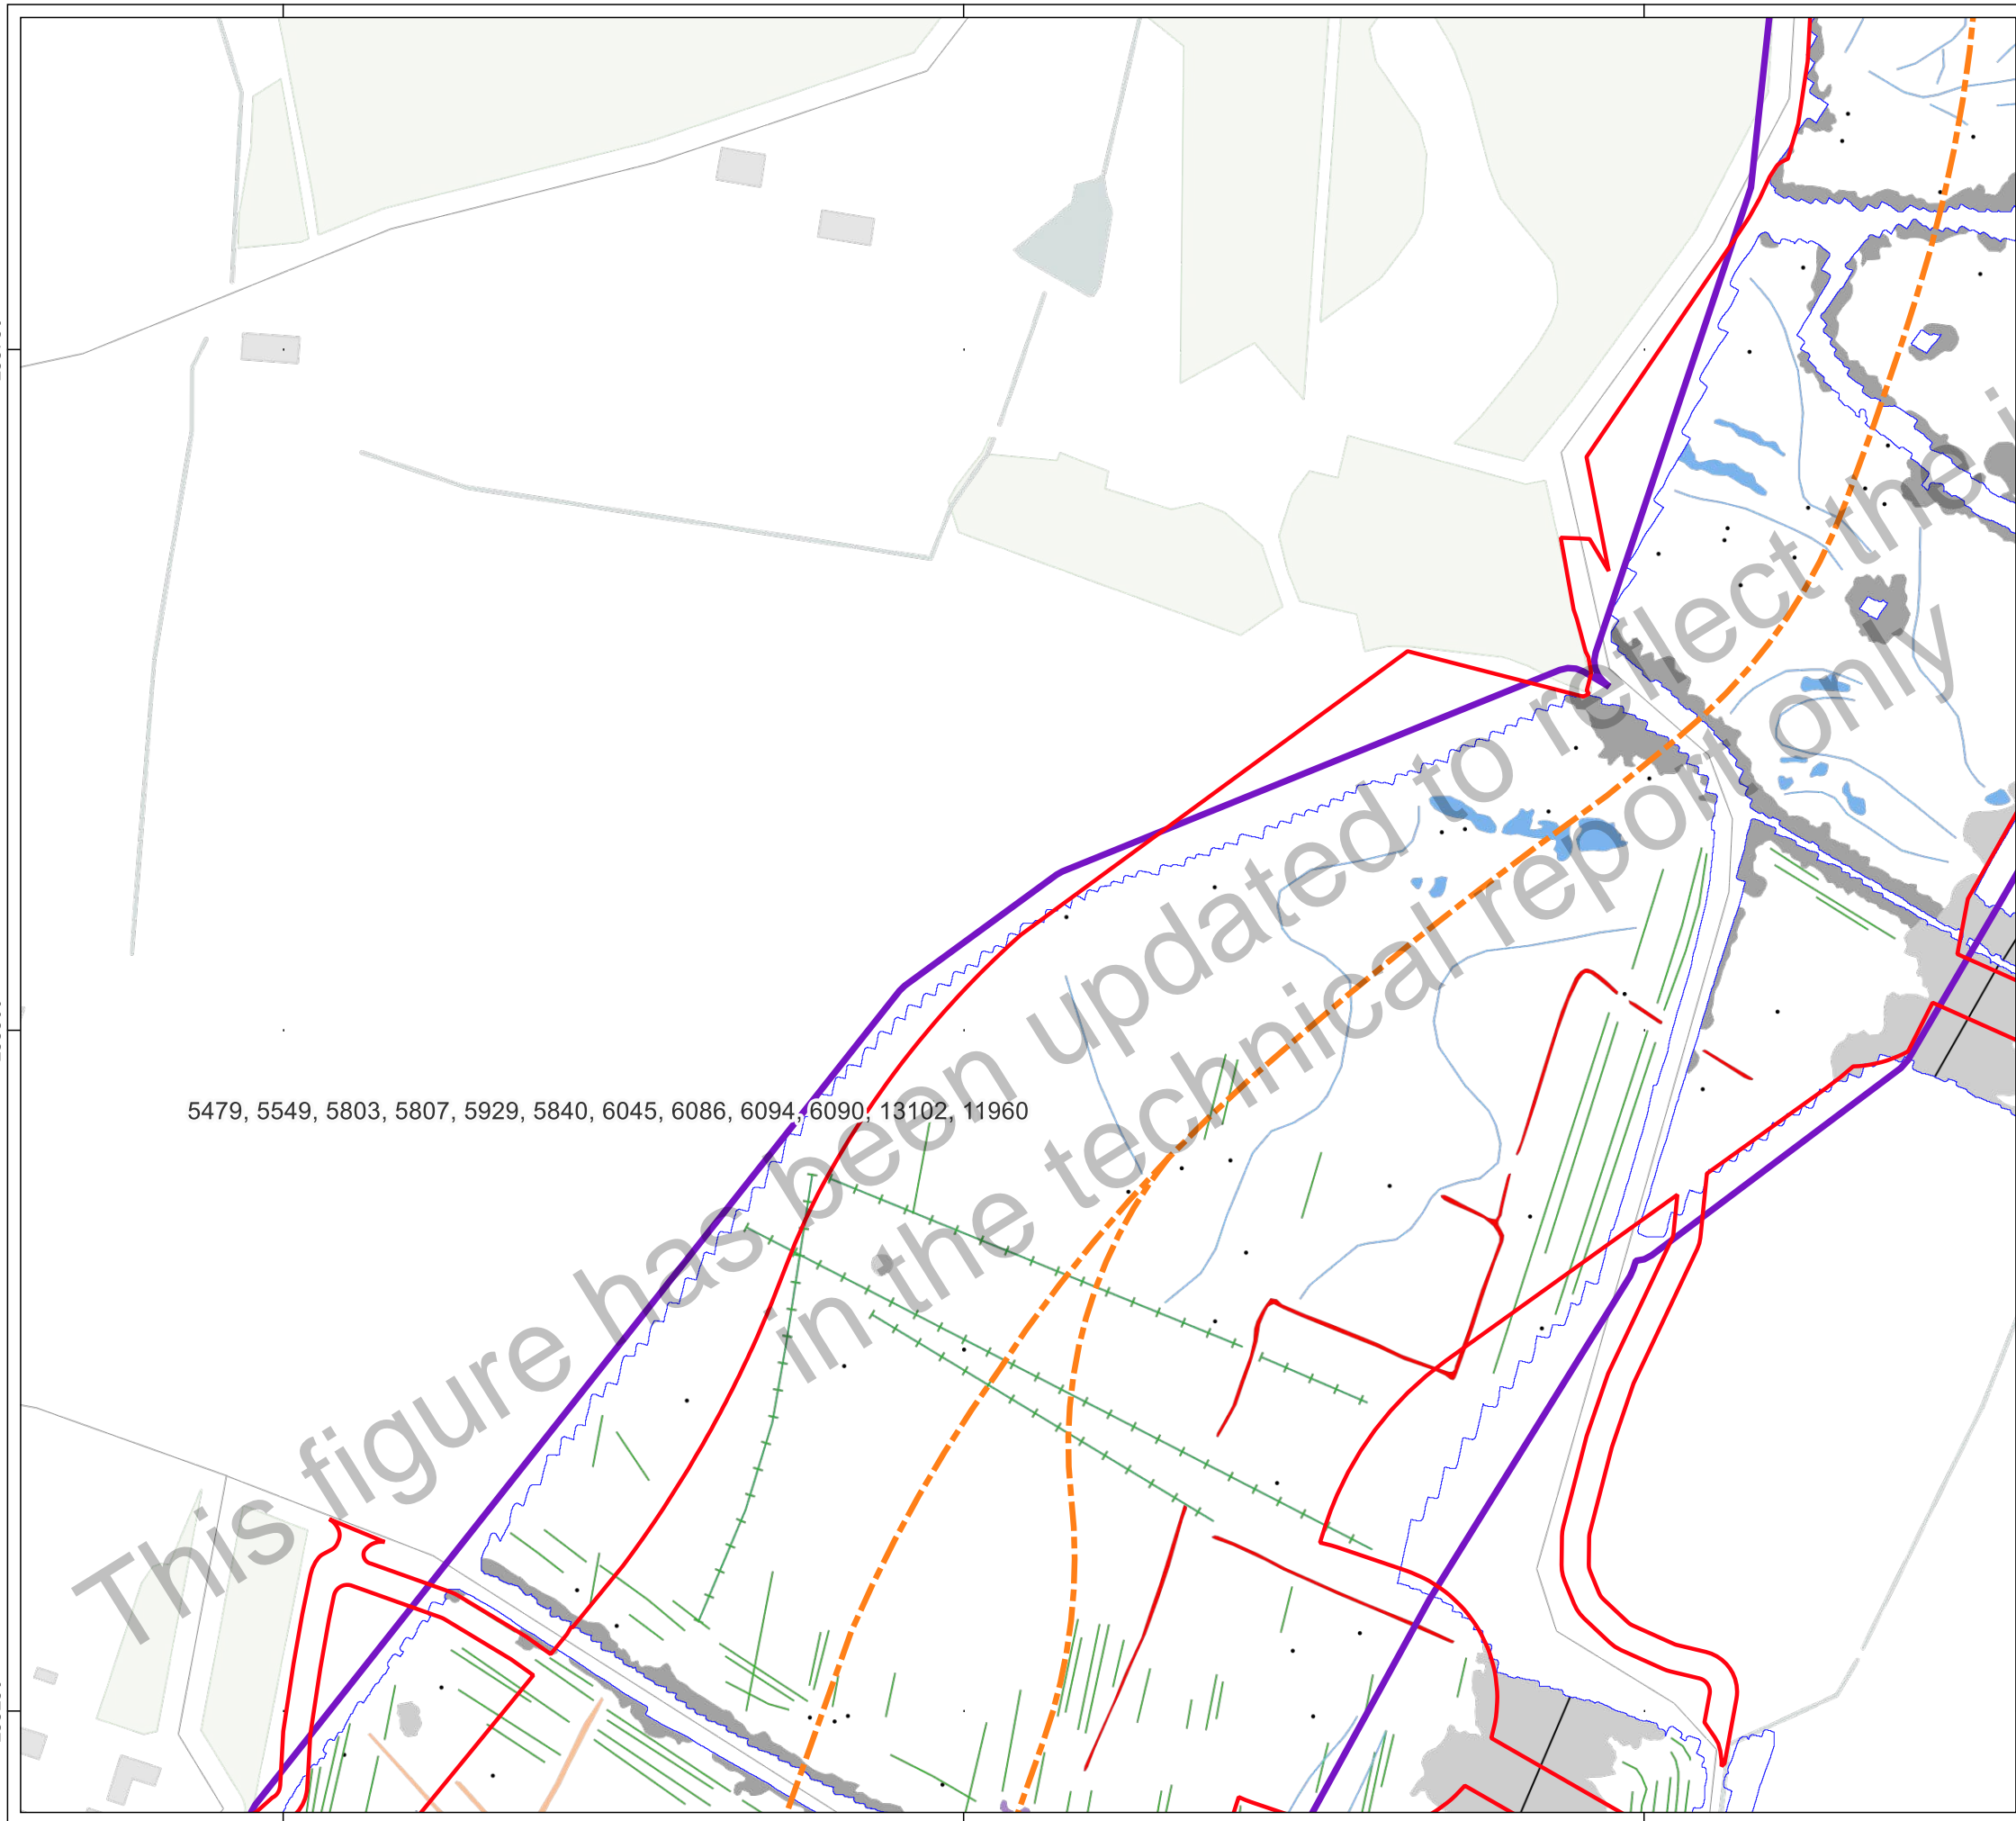 This figure has been updated to reflect the
in the technical report only
5479, 5549, 5803, 5807, 5929, 5840, 6045, 6086, 6094, 6090, 13102, 11960